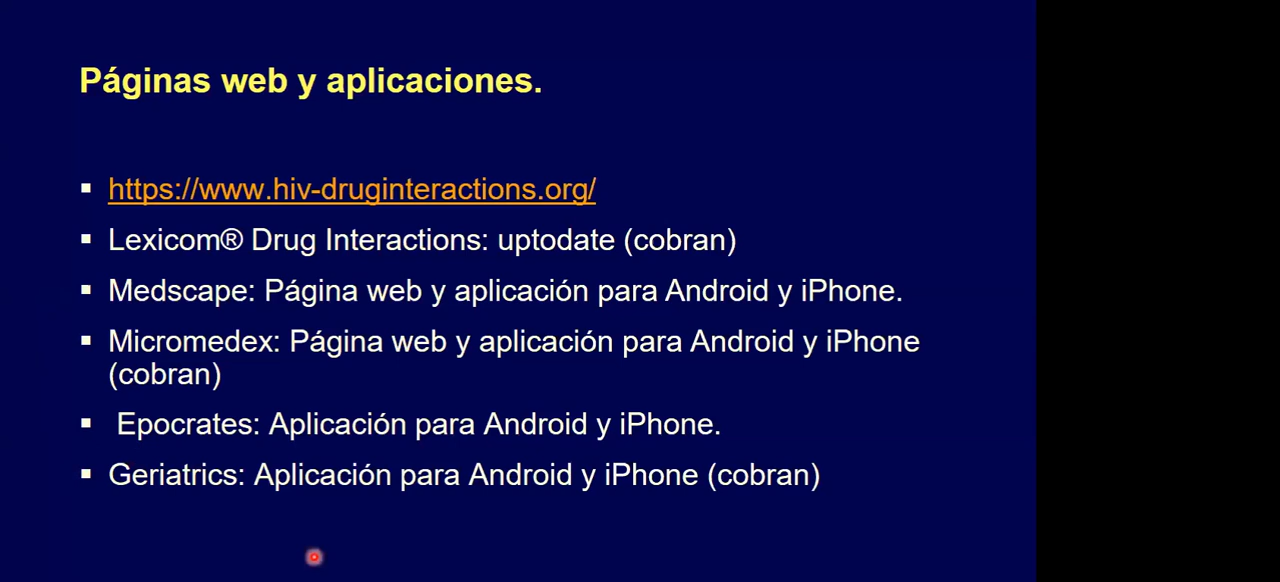 Páginas web y aplicaciones.
https://www.hiv-druginteractions.org/
Lexicom® Drug Interactions: uptodate (cobran)
Medscape: Página web y aplicación para Android y iPhone.
Micromedex: Página web y aplicación para Android y iPhone
(cobran)
Epocrates: Aplicación para Android y iPhone.
Geriatrics: Aplicación para Android y iPhone (cobran)